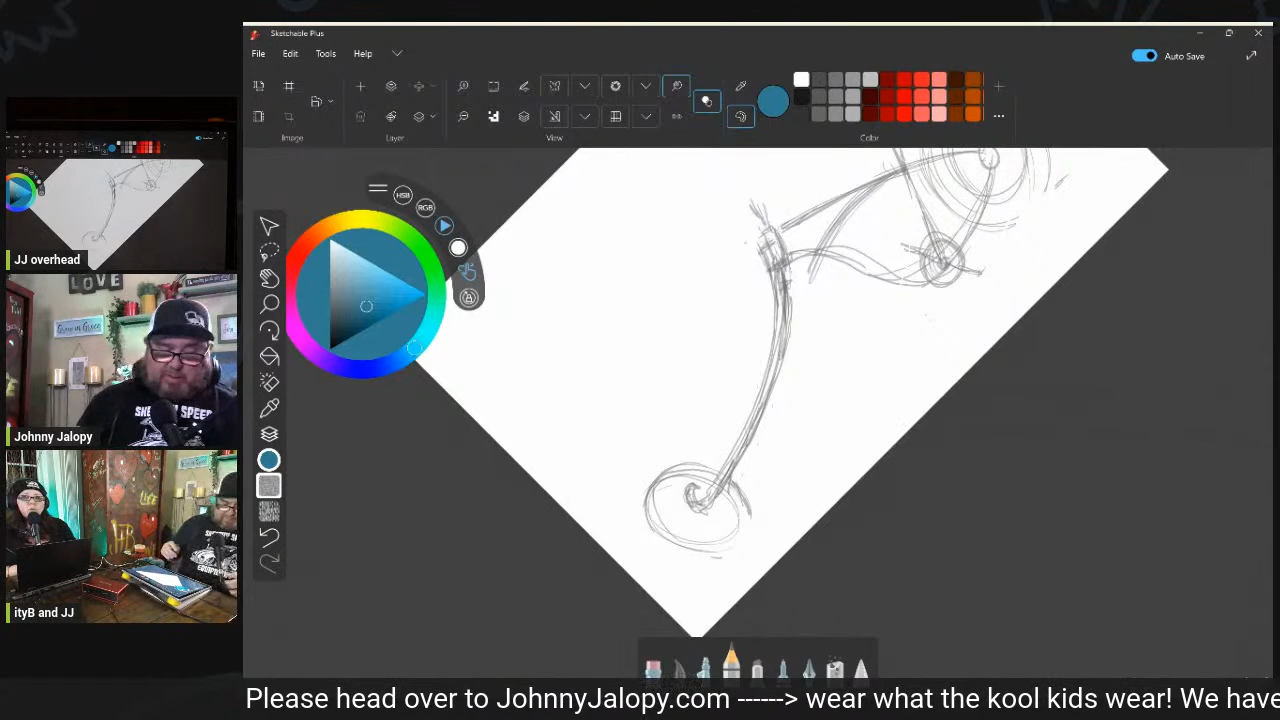 Sketchable Plus
File Edit Tools Help
Auto Save
Image Layer View Color
HSB
RGB
JJ overhead
LOVE
Johnny Jalopy
ityB and JJ
Please head over to JohnnyJalopy.com ------> wear what the kool kids wear! We have